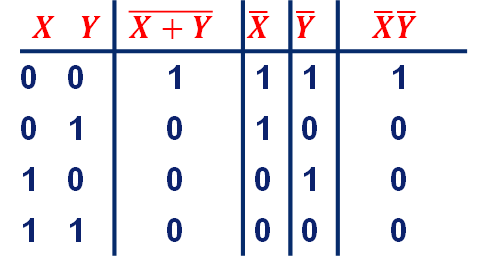 X Y X̅ ̅+̅ ̅Y̅ X̅ Y̅ X̅Y̅
0 0 1 1 1 1
0 1 0 1 0 0
1 0 0 0 1 0
1 1 0 0 0 0